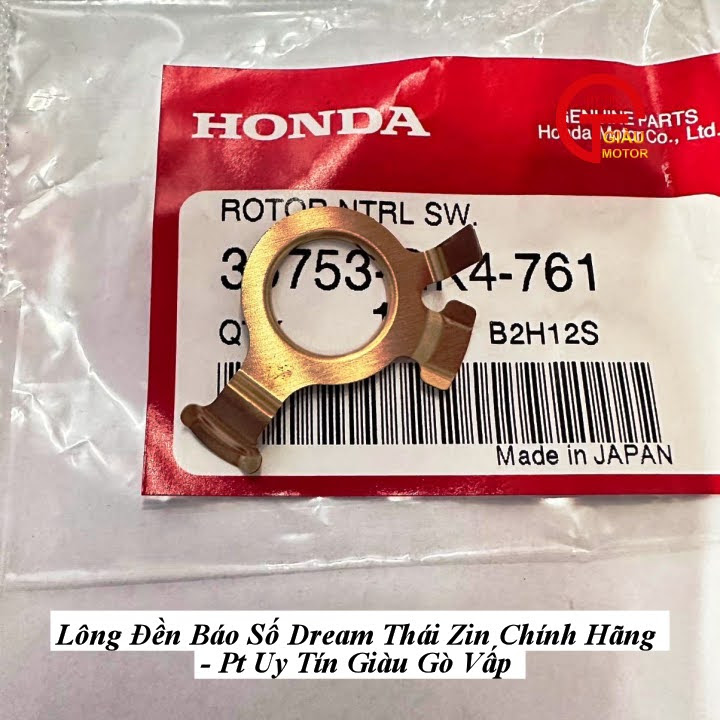 HONDA
GENUINE PARTS
Honda Motor Co., Ltd.
GIÀU
MOTOR
ROTOR NTRL SW.
B2H12S
Made in JAPAN
Lông Đền Báo Số Dream Thái Zin Chính Hãng
- Pt Uy Tín Giàu Gò Vấp